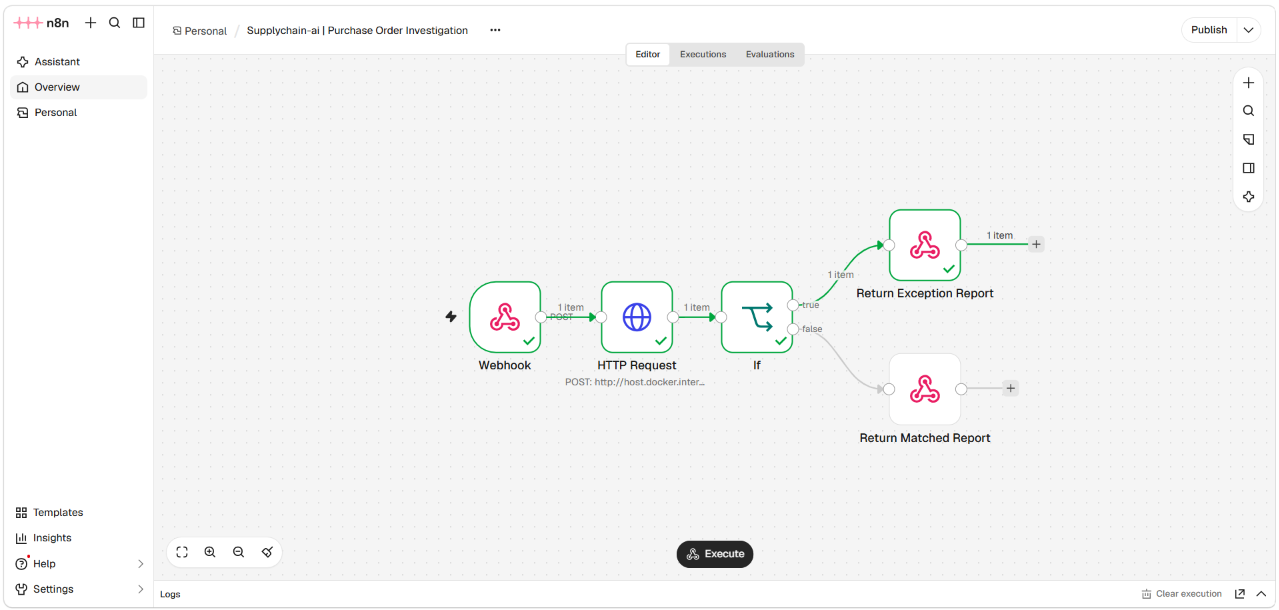 n8n
Personal / Supplychain-ai | Purchase Order Investigation
Publish
Editor
Executions
Evaluations
Assistant
Overview
Personal
1 item
POST
1 item
1 item
true
false
1 item
Webhook
HTTP Request
POST: http://host.docker.inter...
If
Return Exception Report
Return Matched Report
Templates
Insights
Help
Settings
Execute
Logs
Clear execution